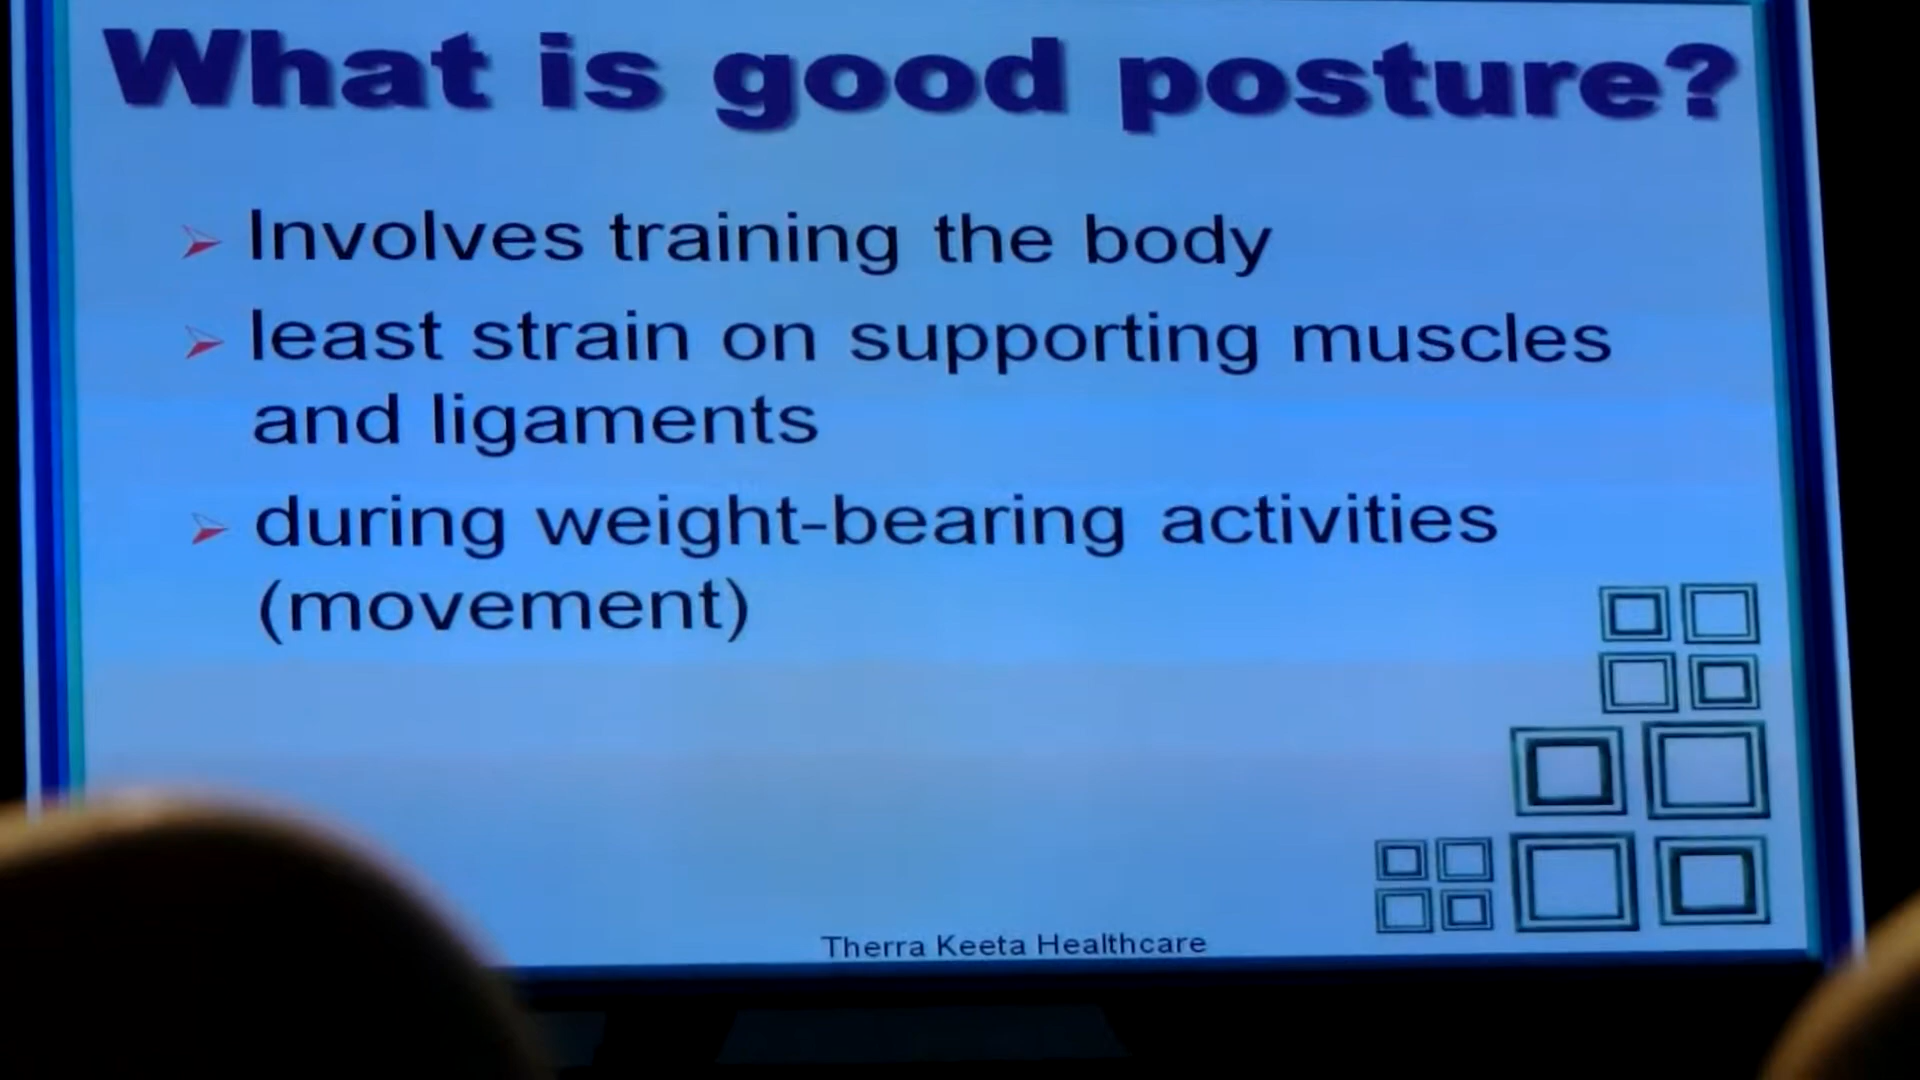 What is good posture?
Involves training the body
least strain on supporting muscles
and ligaments
during weight-bearing activities
(movement)
Therra Keeta Healthcare